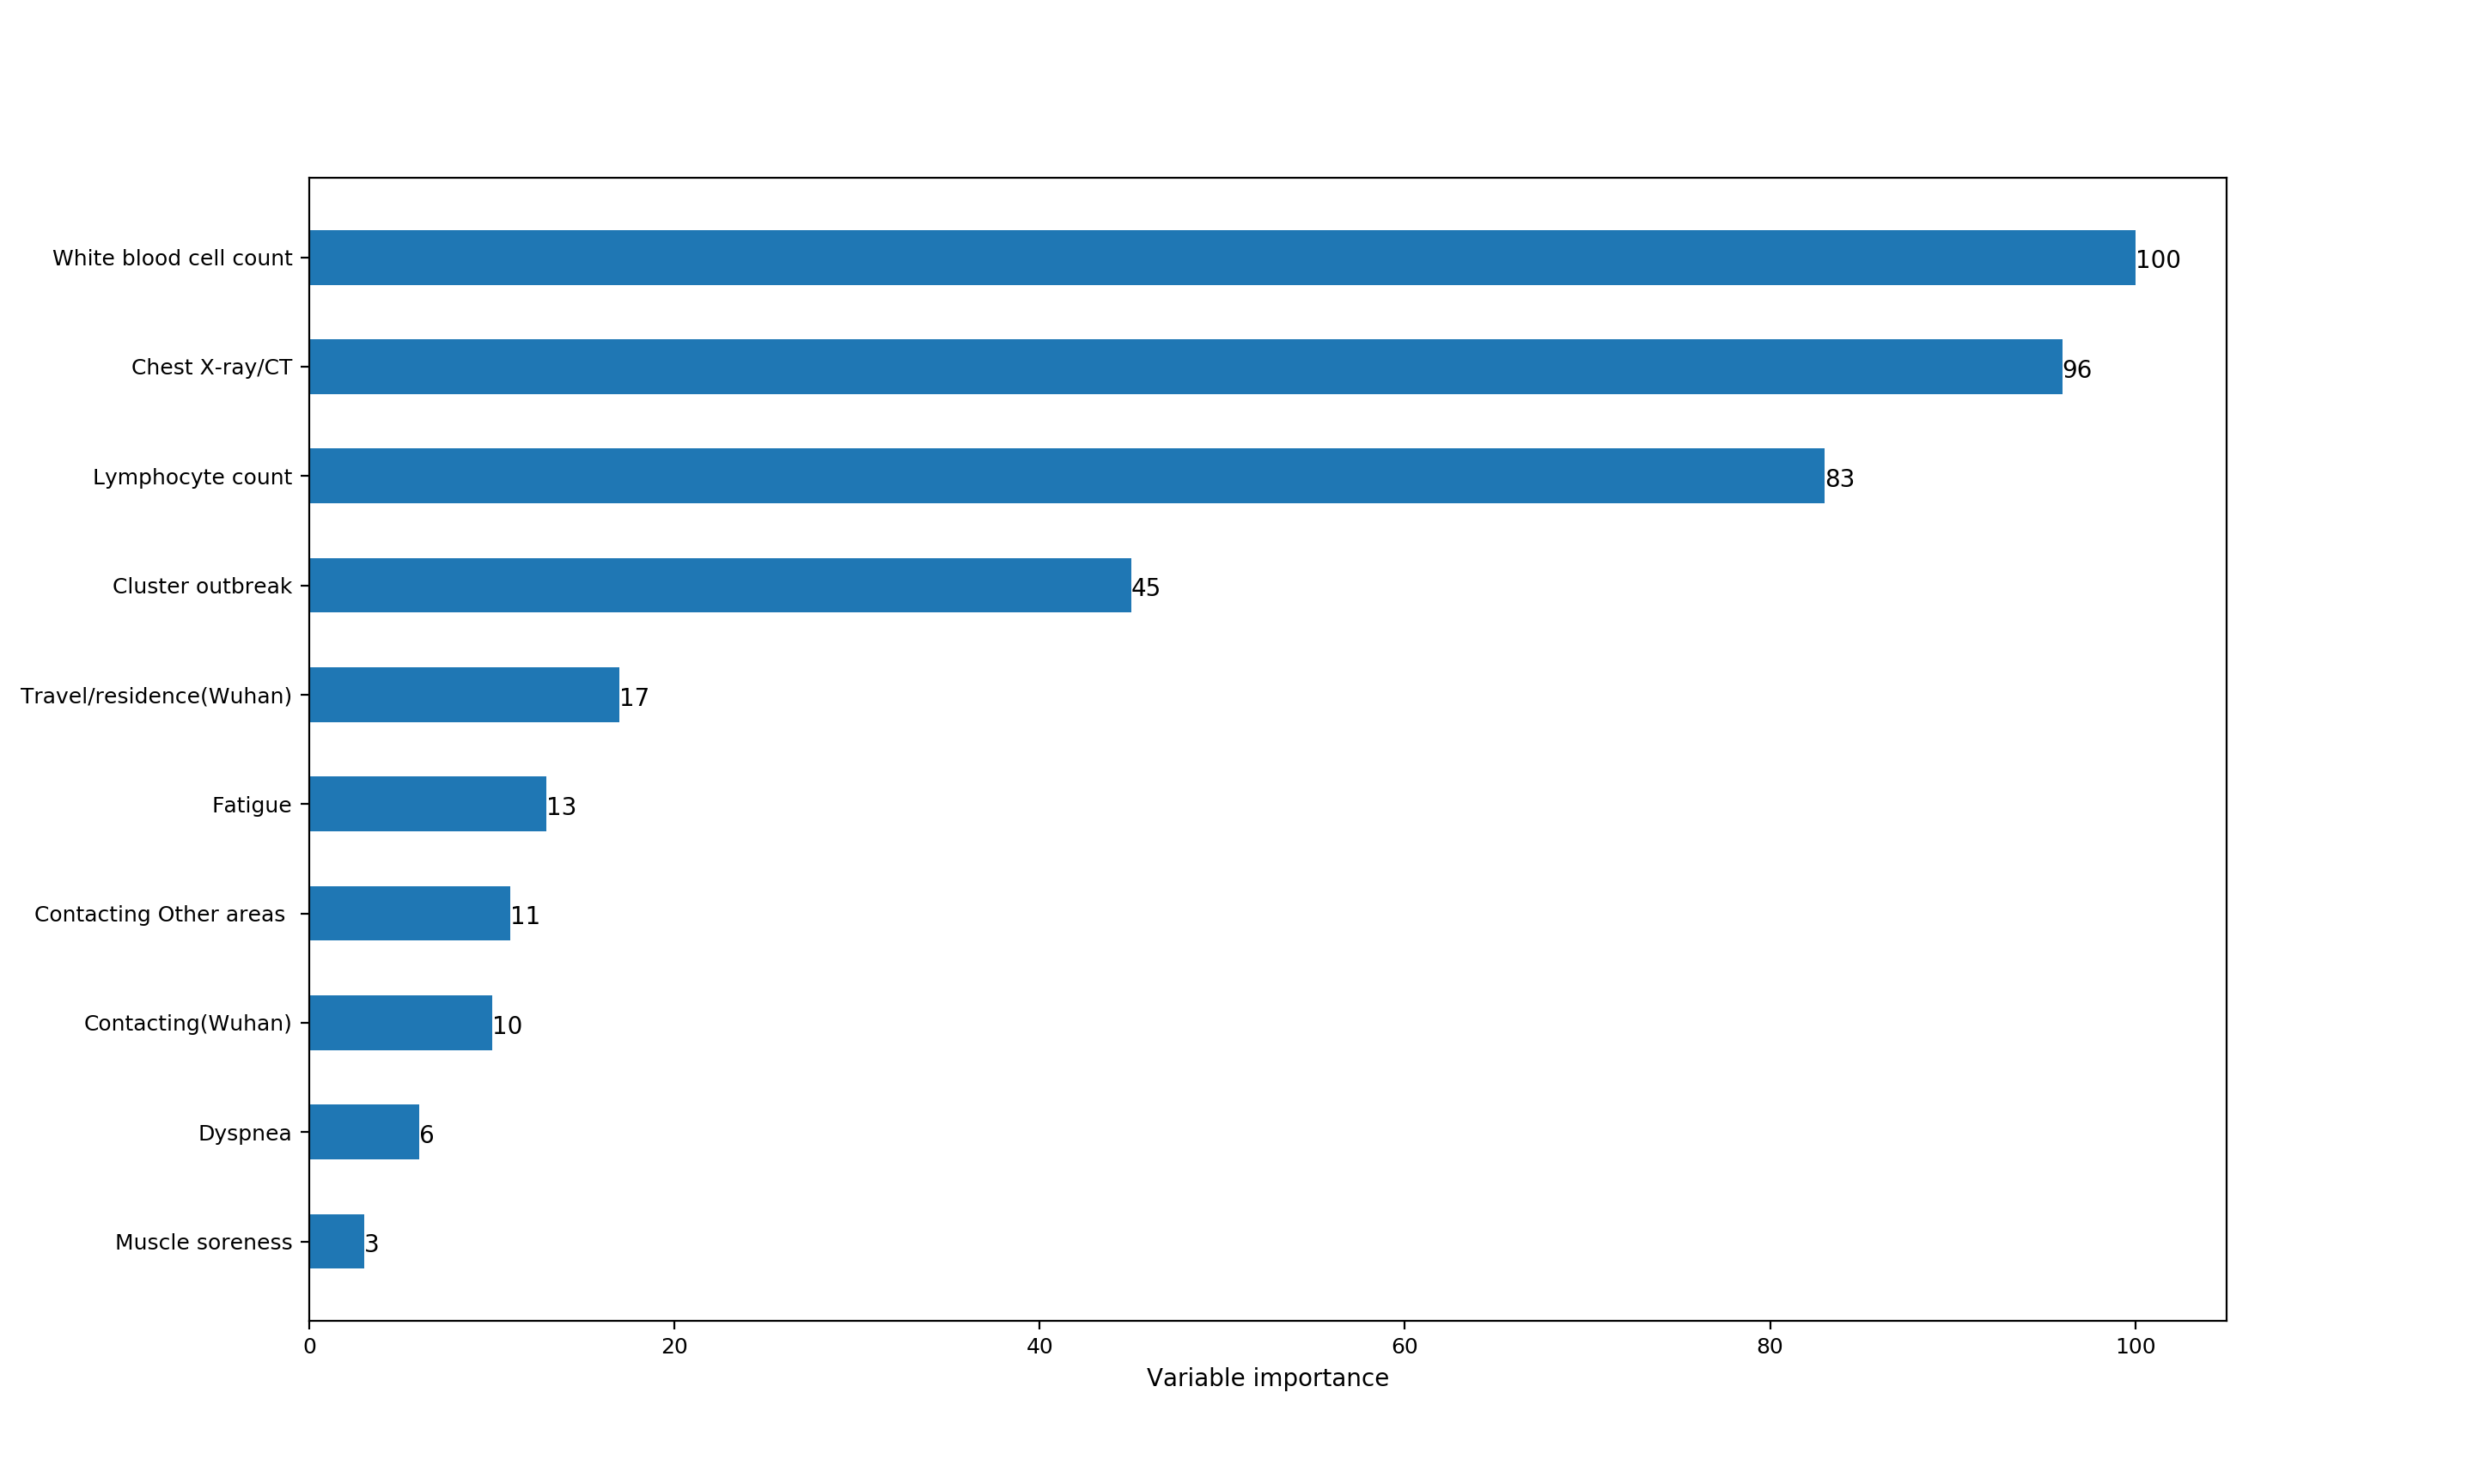 White blood cell count 100
Chest X-ray/CT 96
Lymphocyte count 83
Cluster outbreak 45
Travel/residence(Wuhan) 17
Fatigue 13
Contacting Other areas 11
Contacting(Wuhan) 10
Dyspnea 6
Muscle soreness 3
0 20 40 60 80 100
Variable importance